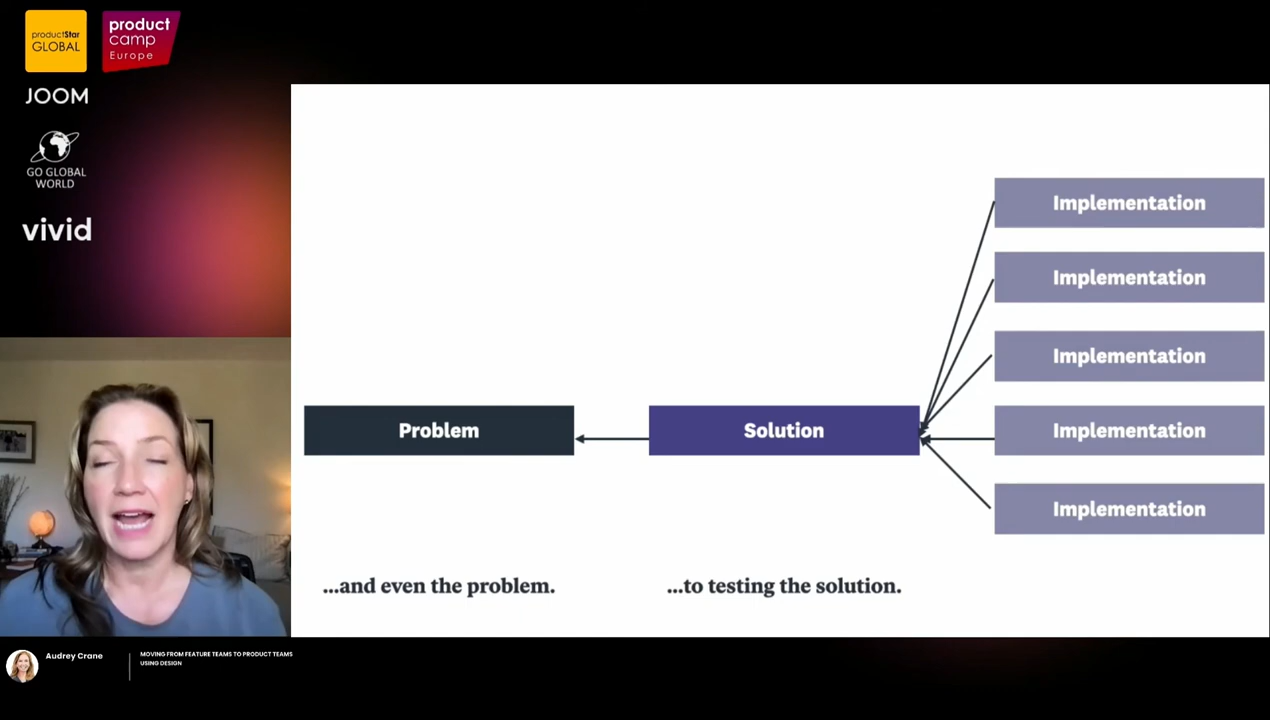 productStar
GLOBAL
product
camp
Europe
JOOM
GO GLOBAL
WORLD
vivid
Implementation
Implementation
Implementation
Problem
Solution
Implementation
Implementation
...and even the problem.
...to testing the solution.
Audrey Crane
MOVING FROM FEATURE TEAMS TO PRODUCT TEAMS
USING DESIGN